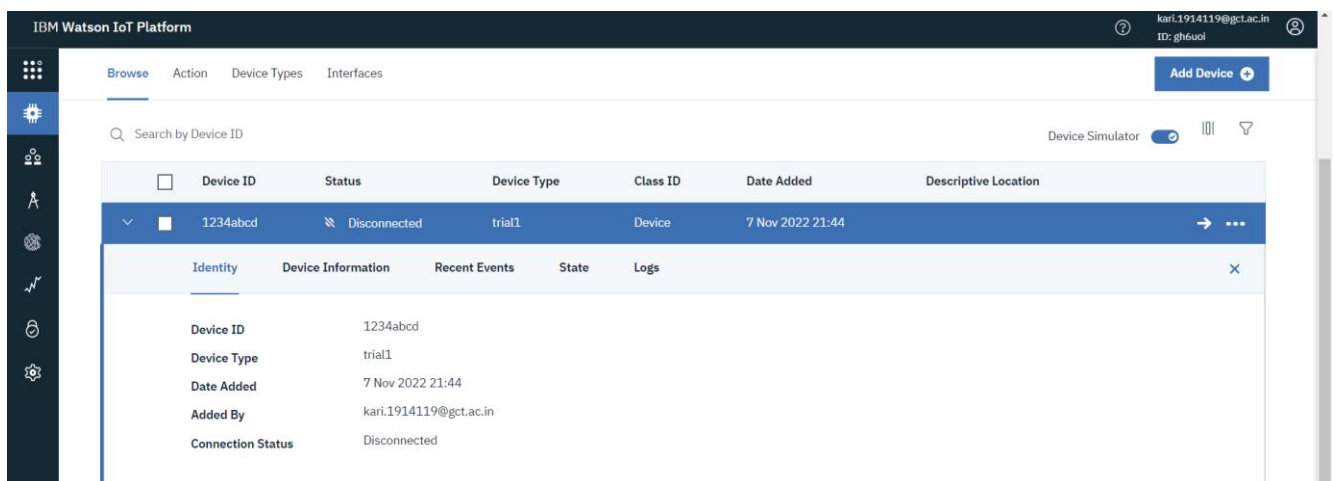 IBM Watson IoT Platform
kari.1914119@gct.ac.in
ID: gh6uoi
Browse Action Device Types Interfaces
Add Device
Search by Device ID
Device Simulator
Device ID Status Device Type Class ID Date Added Descriptive Location
1234abcd Disconnected trial1 Device 7 Nov 2022 21:44
Identity Device Information Recent Events State Logs
Device ID 1234abcd
Device Type trial1
Date Added 7 Nov 2022 21:44
Added By kari.1914119@gct.ac.in
Connection Status Disconnected